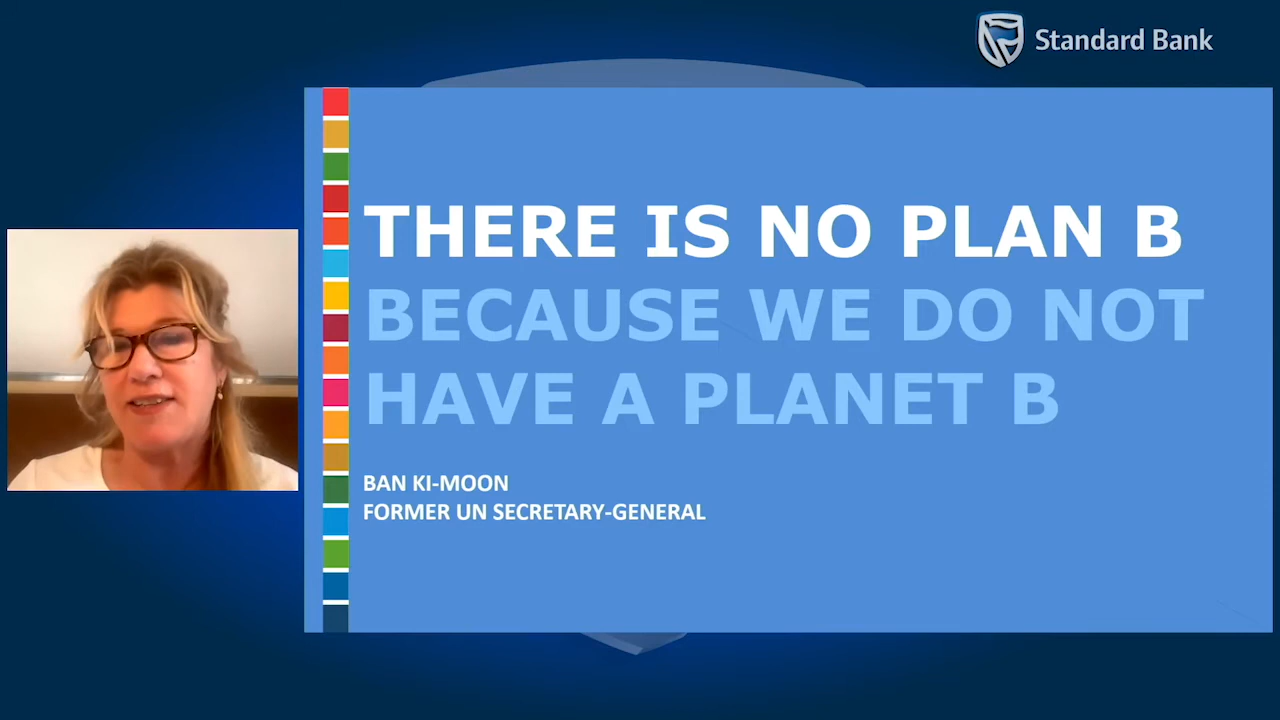 Standard Bank
THERE IS NO PLAN B
BECAUSE WE DO NOT
HAVE A PLANET B
BAN KI-MOON
FORMER UN SECRETARY-GENERAL